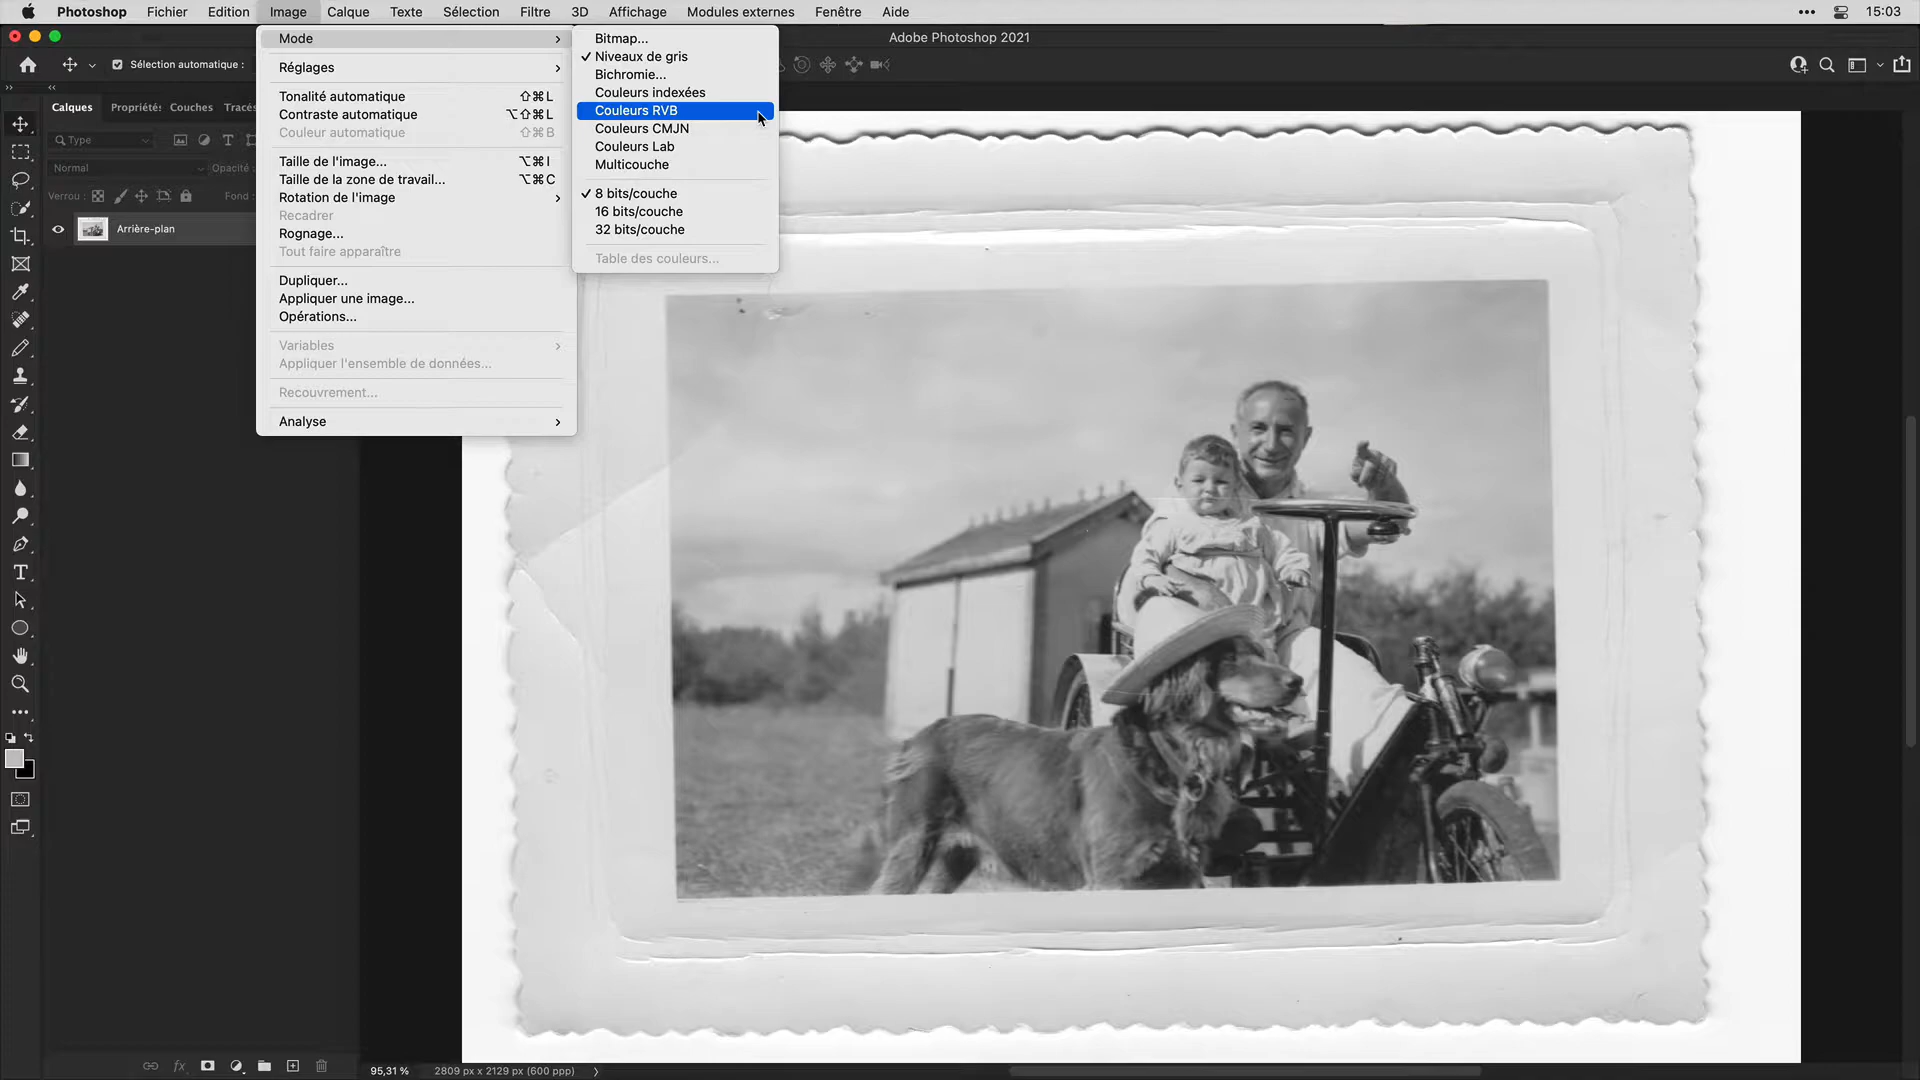 Photoshop Fichier Edition Image Calque Texte Sélection Filtre 3D Affichage Modules externes Fenêtre Aide 15:03
Adobe Photoshop 2021
Sélection automatique :
Mode
Réglages
Tonalité automatique ⇧⌘L
Contraste automatique ⌥⇧⌘L
Couleur automatique ⇧⌘B
Taille de l'image... ⌥⌘I
Taille de la zone de travail... ⌥⌘C
Rotation de l'image
Recadrer
Rognage...
Tout faire apparaître
Dupliquer...
Appliquer une image...
Opérations...
Variables
Appliquer l'ensemble de données...
Recouvrement...
Analyse
Bitmap...
✓ Niveaux de gris
Bichromie...
Couleurs indexées
Couleurs RVB
Couleurs CMJN
Couleurs Lab
Multicouche
✓ 8 bits/couche
16 bits/couche
32 bits/couche
Table des couleurs...
Calques Propriétés Couches Tracés
Type
Normal Opacité :
Verrou : Fond :
Arrière-plan
fx
95,31 % 2809 px x 2129 px (600 ppp)